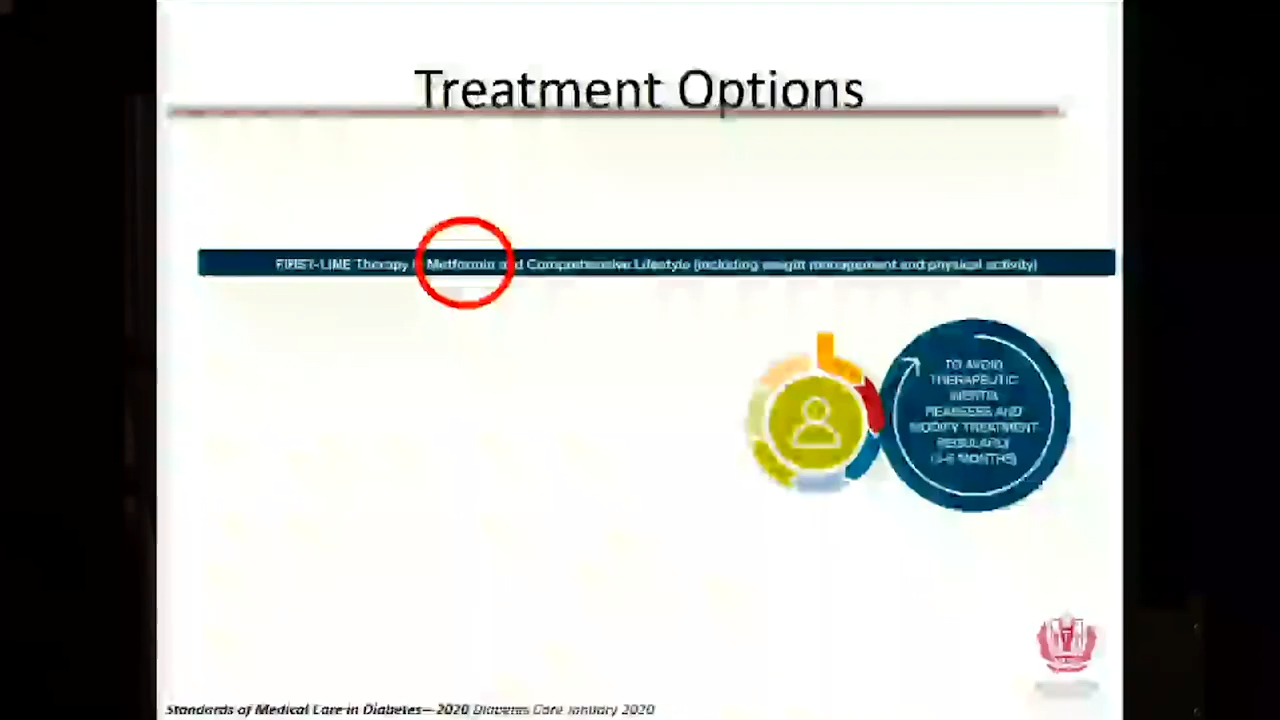 Treatment Options
FIRST-LINE Therapy is Metformin and Comprehensive Lifestyle (including weight management and physical activity)
TO AVOID
THERAPEUTIC
INERTIA
REASSESS AND
MODIFY TREATMENT
REGULARLY
(3-6 MONTHS)
Standards of Medical Care in Diabetes—2020 Diabetes Care January 2020